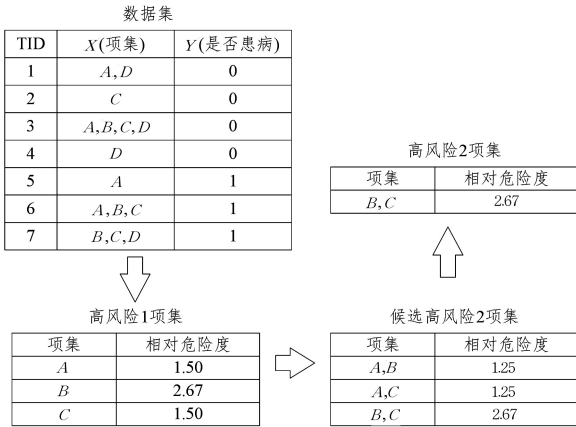 数据集
TID X(项集) Y(是否患病)
1 A,D 0
2 C 0
3 A,B,C,D 0
4 D 0
5 A 1
6 A,B,C 1
7 B,C,D 1
高风险2项集
项集 相对危险度
B,C 2.67
高风险1项集
项集 相对危险度
A 1.50
B 2.67
C 1.50
候选高风险2项集
项集 相对危险度
A,B 1.25
A,C 1.25
B,C 2.67